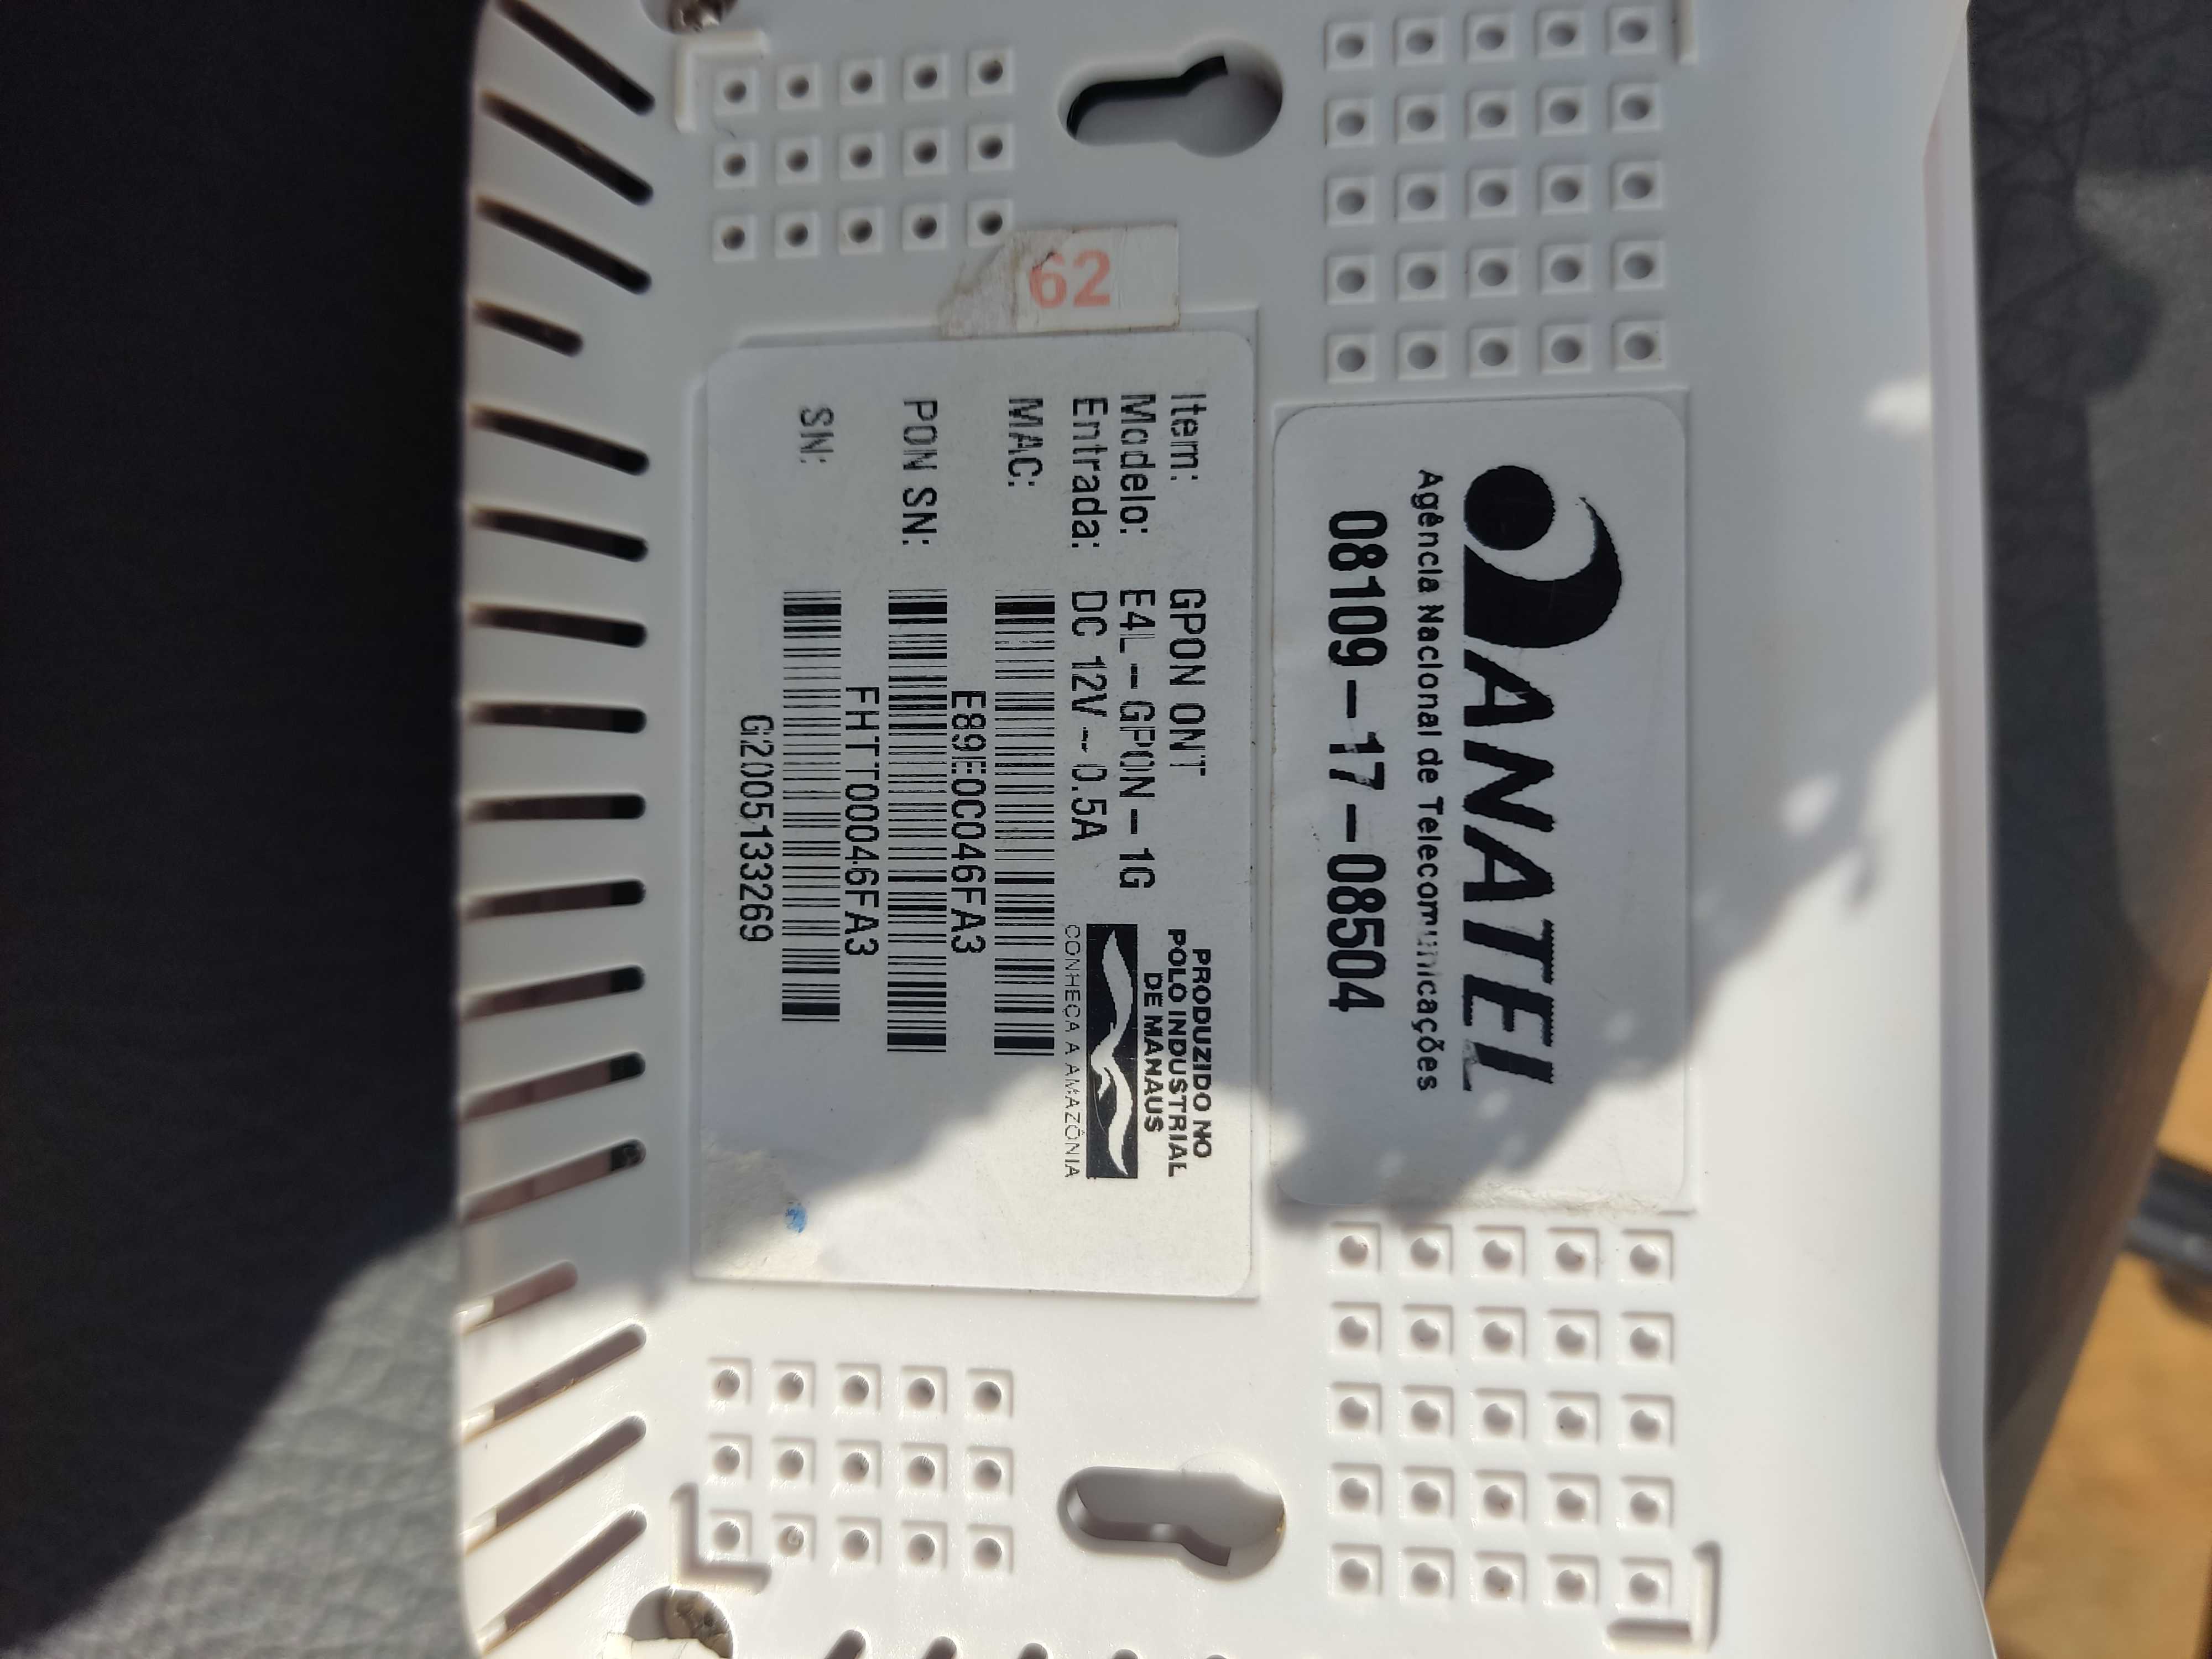 62
ANATEL
Agência Nacional de Telecomunicações
08109-17-08504
Item: GPON ONT
Modelo: E4L-GPON-1G
Entrada: DC 12V-0.5A
PRODUZIDO NO
POLO INDUSTRIAL
DE MANAUS
CONHEÇA A AMAZÔNIA
MAC:
E89E0C046FA3
PON SN:
FHTT00046FA3
SN:
G2005133269